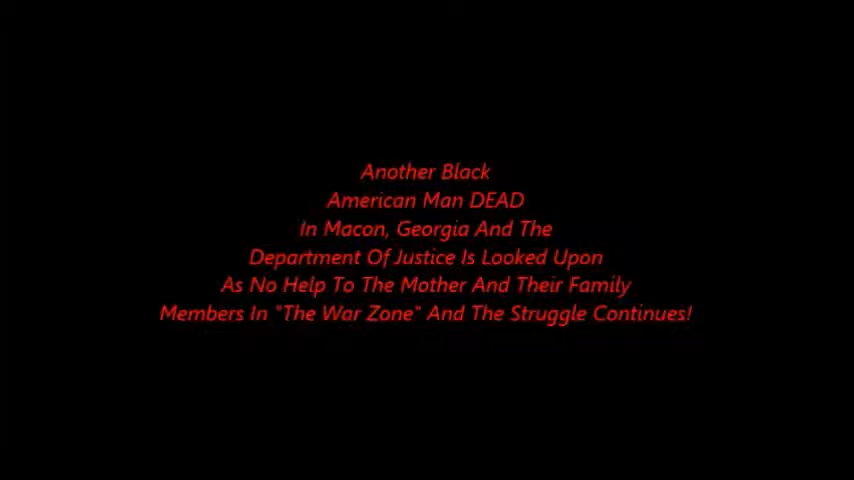 Another Black
American Man DEAD
In Macon, Georgia And The
Department Of Justice Is Looked Upon
As No Help To The Mother And Their Family
Members In "The War Zone" And The Struggle Continues!